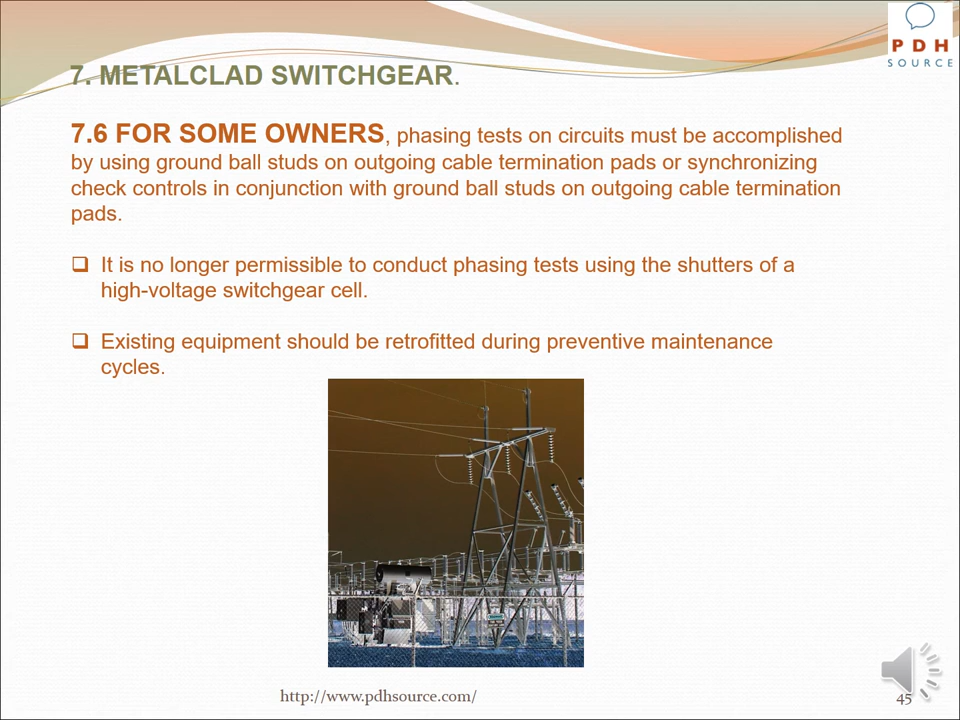 P D H
SOURCE
7. METALCLAD SWITCHGEAR.
7.6 FOR SOME OWNERS, phasing tests on circuits must be accomplished
by using ground ball studs on outgoing cable termination pads or synchronizing
check controls in conjunction with ground ball studs on outgoing cable termination
pads.
❑ It is no longer permissible to conduct phasing tests using the shutters of a
high-voltage switchgear cell.
❑ Existing equipment should be retrofitted during preventive maintenance
cycles.
http://www.pdhsource.com/
45